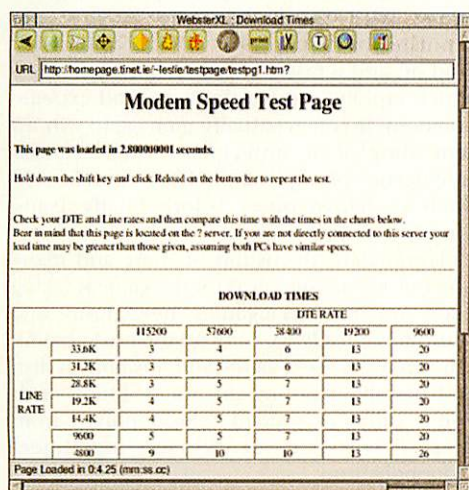 WebsterXL : Download Times
print
URL http://homepage.tinet.ie/~leslie/testpage/testpg1.htm?
Modem Speed Test Page
This page was loaded in 2.800000001 seconds.
Hold down the shift key and click Reload on the button bar to repeat the test.
Check your DTE and Line rates and then compare this time with the times in the charts below.
Bear in mind that this page is located on the ? server. If you are not directly connected to this server your
load time may be greater than those given, assuming both PCs have similar specs.
DOWNLOAD TIMES
DTE RATE
115200 57600 38400 19200 9600
LINE RATE
33.6K 3 4 6 13 20
31.2K 3 5 6 13 20
28.8K 3 5 7 13 20
19.2K 4 5 7 13 20
14.4K 4 5 7 13 20
9600 5 5 7 13 20
4800 9 10 10 13 26
Page Loaded in 0:4.25 (mm:ss.cc)